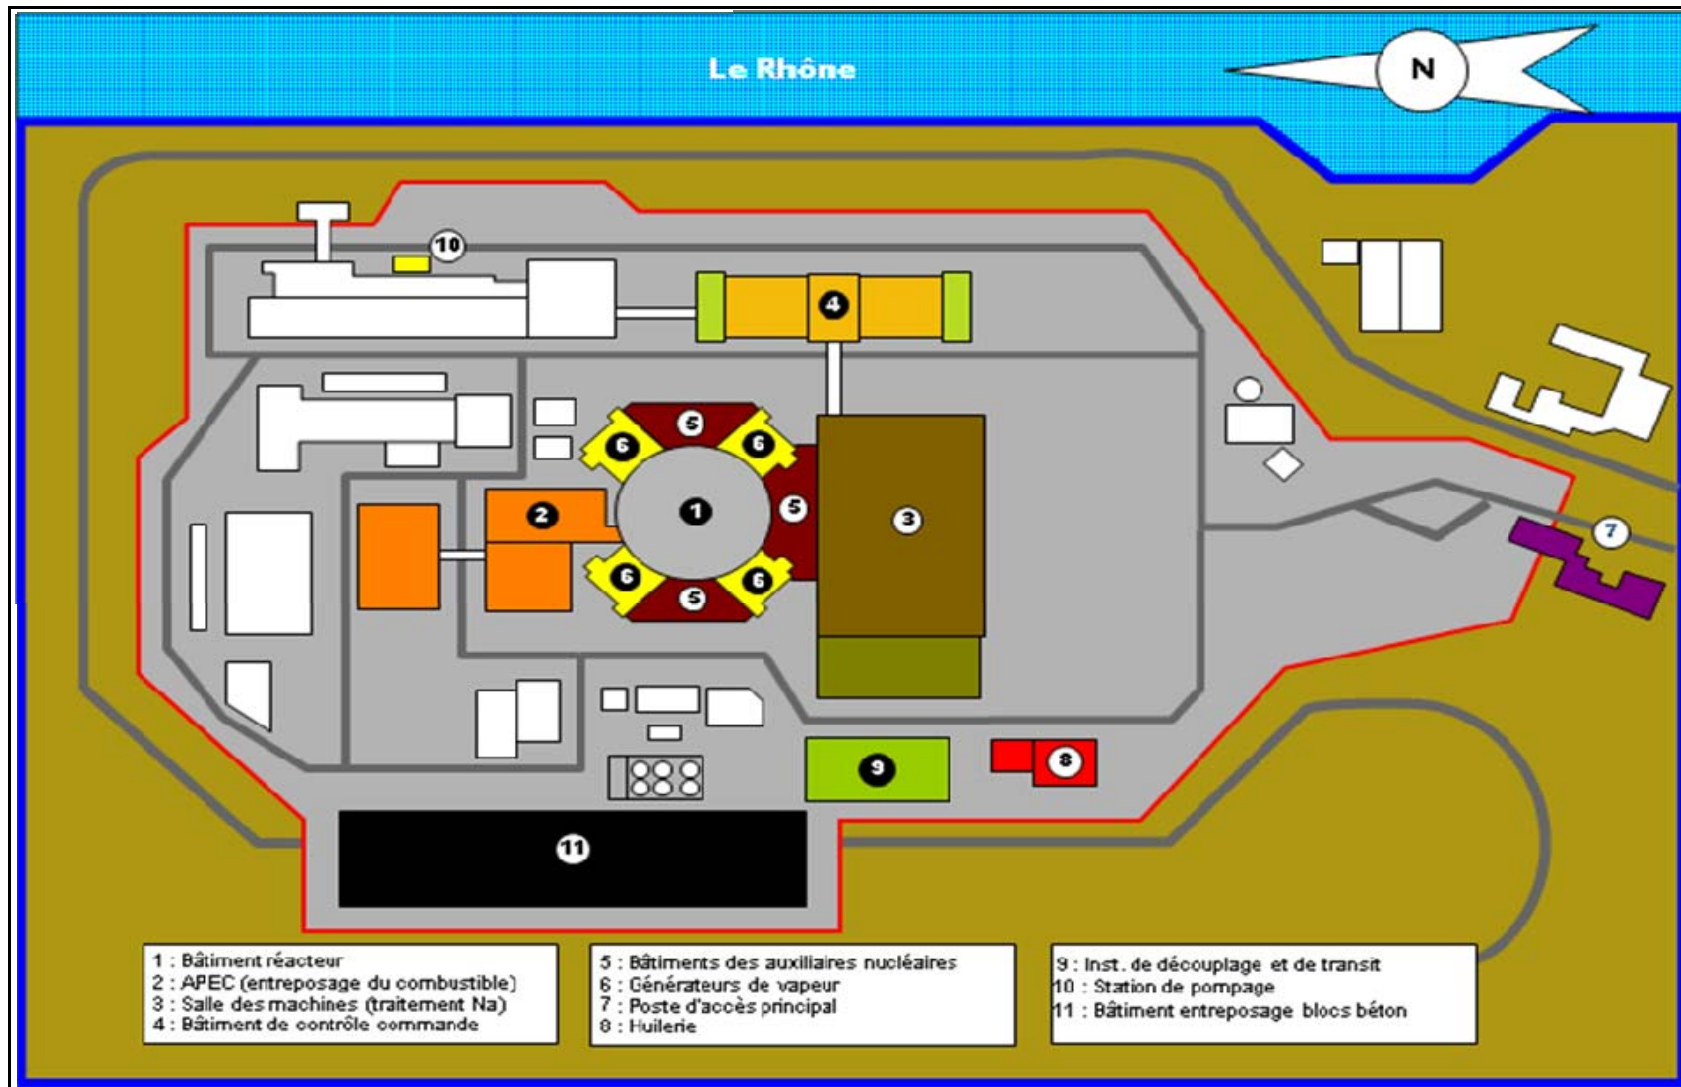 Le Rhône
N
10
4
5
6
6
5
3
2
1
7
6
6
5
8
9
11
1 : Bâtiment réacteur
2 : APEC (entreposage du combustible)
3 : Salle des machines (traitement Na)
4 : Bâtiment de contrôle commande
5 : Bâtiments des auxiliaires nucléaires
6 : Générateurs de vapeur
7 : Poste d'accès principal
8 : Huilerie
9 : Inst. de découplage et de transit
10 : Station de pompage
11 : Bâtiment entreposage blocs béton